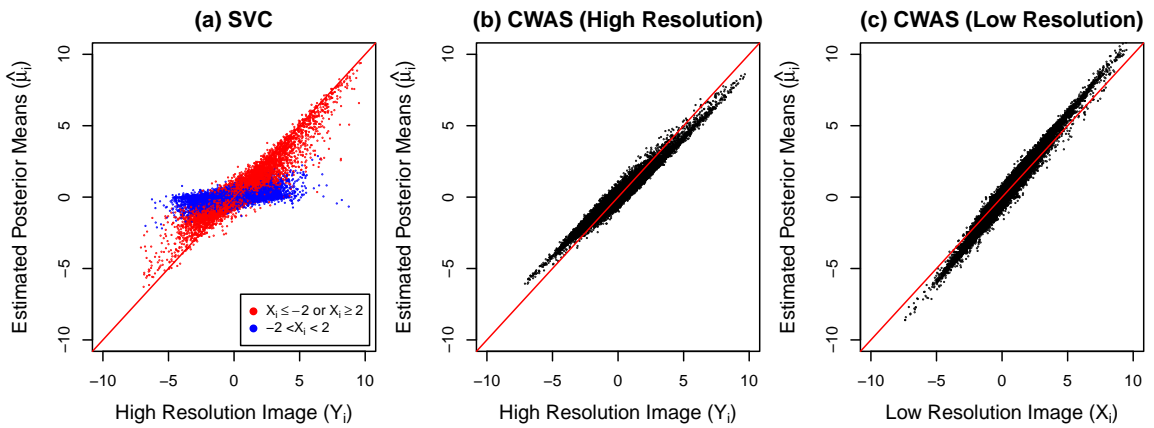 (a) SVC
Estimated Posterior Means (μ̂ᵢ)
10
5
0
−5
−10
−10 −5 0 5 10
High Resolution Image (Yᵢ)
Xᵢ ≤ −2 or Xᵢ ≥ 2
−2 <Xᵢ < 2
(b) CWAS (High Resolution)
Estimated Posterior Means (μ̂ᵢ)
10
5
0
−5
−10
−10 −5 0 5 10
High Resolution Image (Yᵢ)
(c) CWAS (Low Resolution)
Estimated Posterior Means (μ̂ᵢ)
10
5
0
−5
−10
−10 −5 0 5 10
Low Resolution Image (Xᵢ)